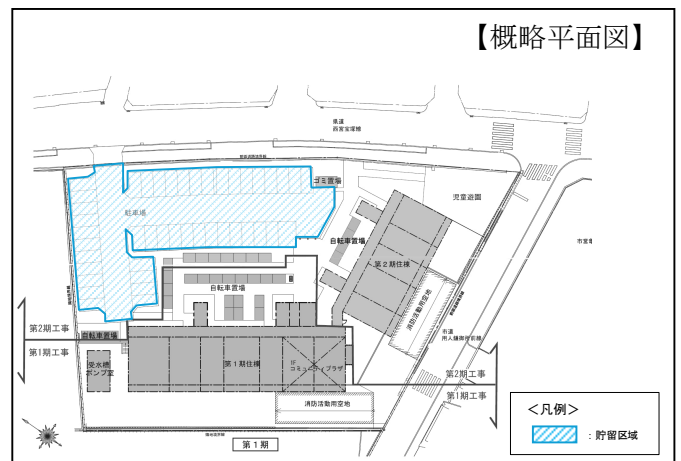 【概略平面図】
県道
西宮宝塚線
ゴミ置場
児童遊園
駐車場
自転車置場
第2期住棟
自転車置場
消防活動用空地
市道
第2期工事
第1期工事
自転車置場
受水槽
ポンプ室
第1期住棟
1F
コミュニティプラザ
第2期工事
第1期工事
消防活動用空地
第1期
<凡例>
：貯留区域